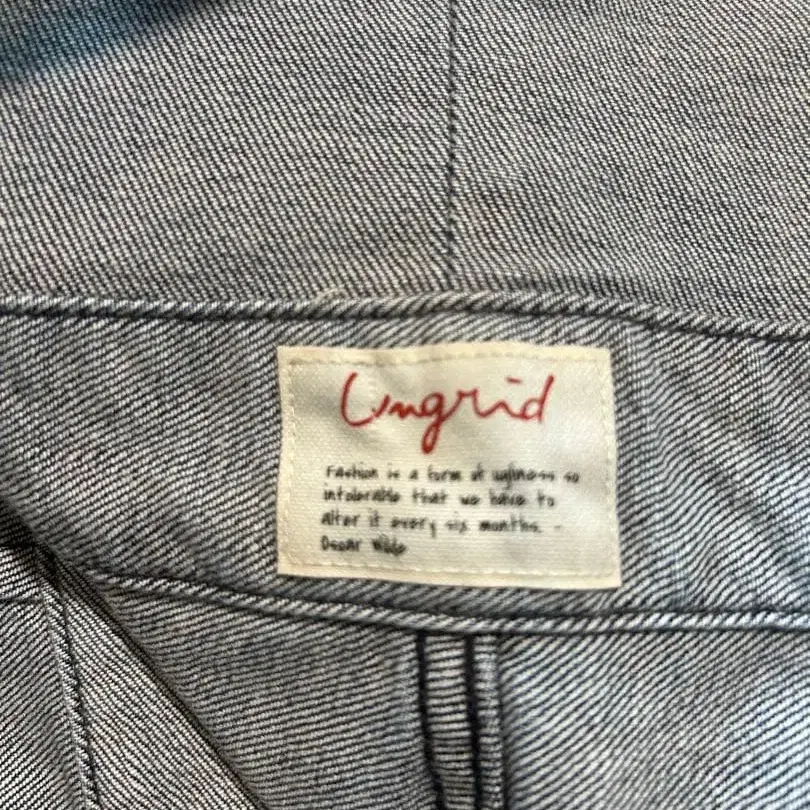 Ungrid
Fashion is a form of ugliness so
intolerable that we have to
alter it every six months. -
Oscar Wilde